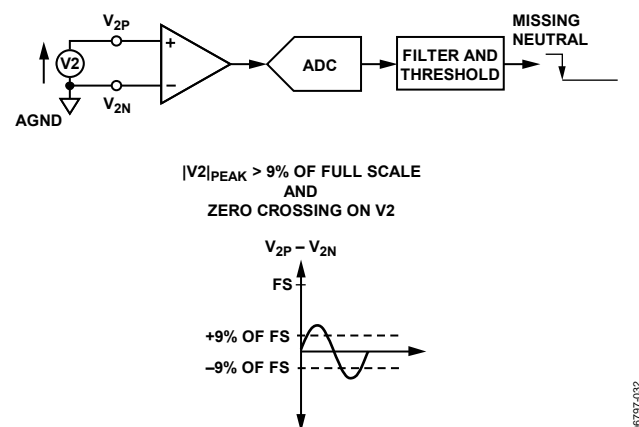 V2P
V2
V2N
AGND
+
−
ADC
FILTER AND
THRESHOLD
MISSING
NEUTRAL
|V2|PEAK > 9% OF FULL SCALE
AND
ZERO CROSSING ON V2
V2P – V2N
FS
+9% OF FS
–9% OF FS
6797-032